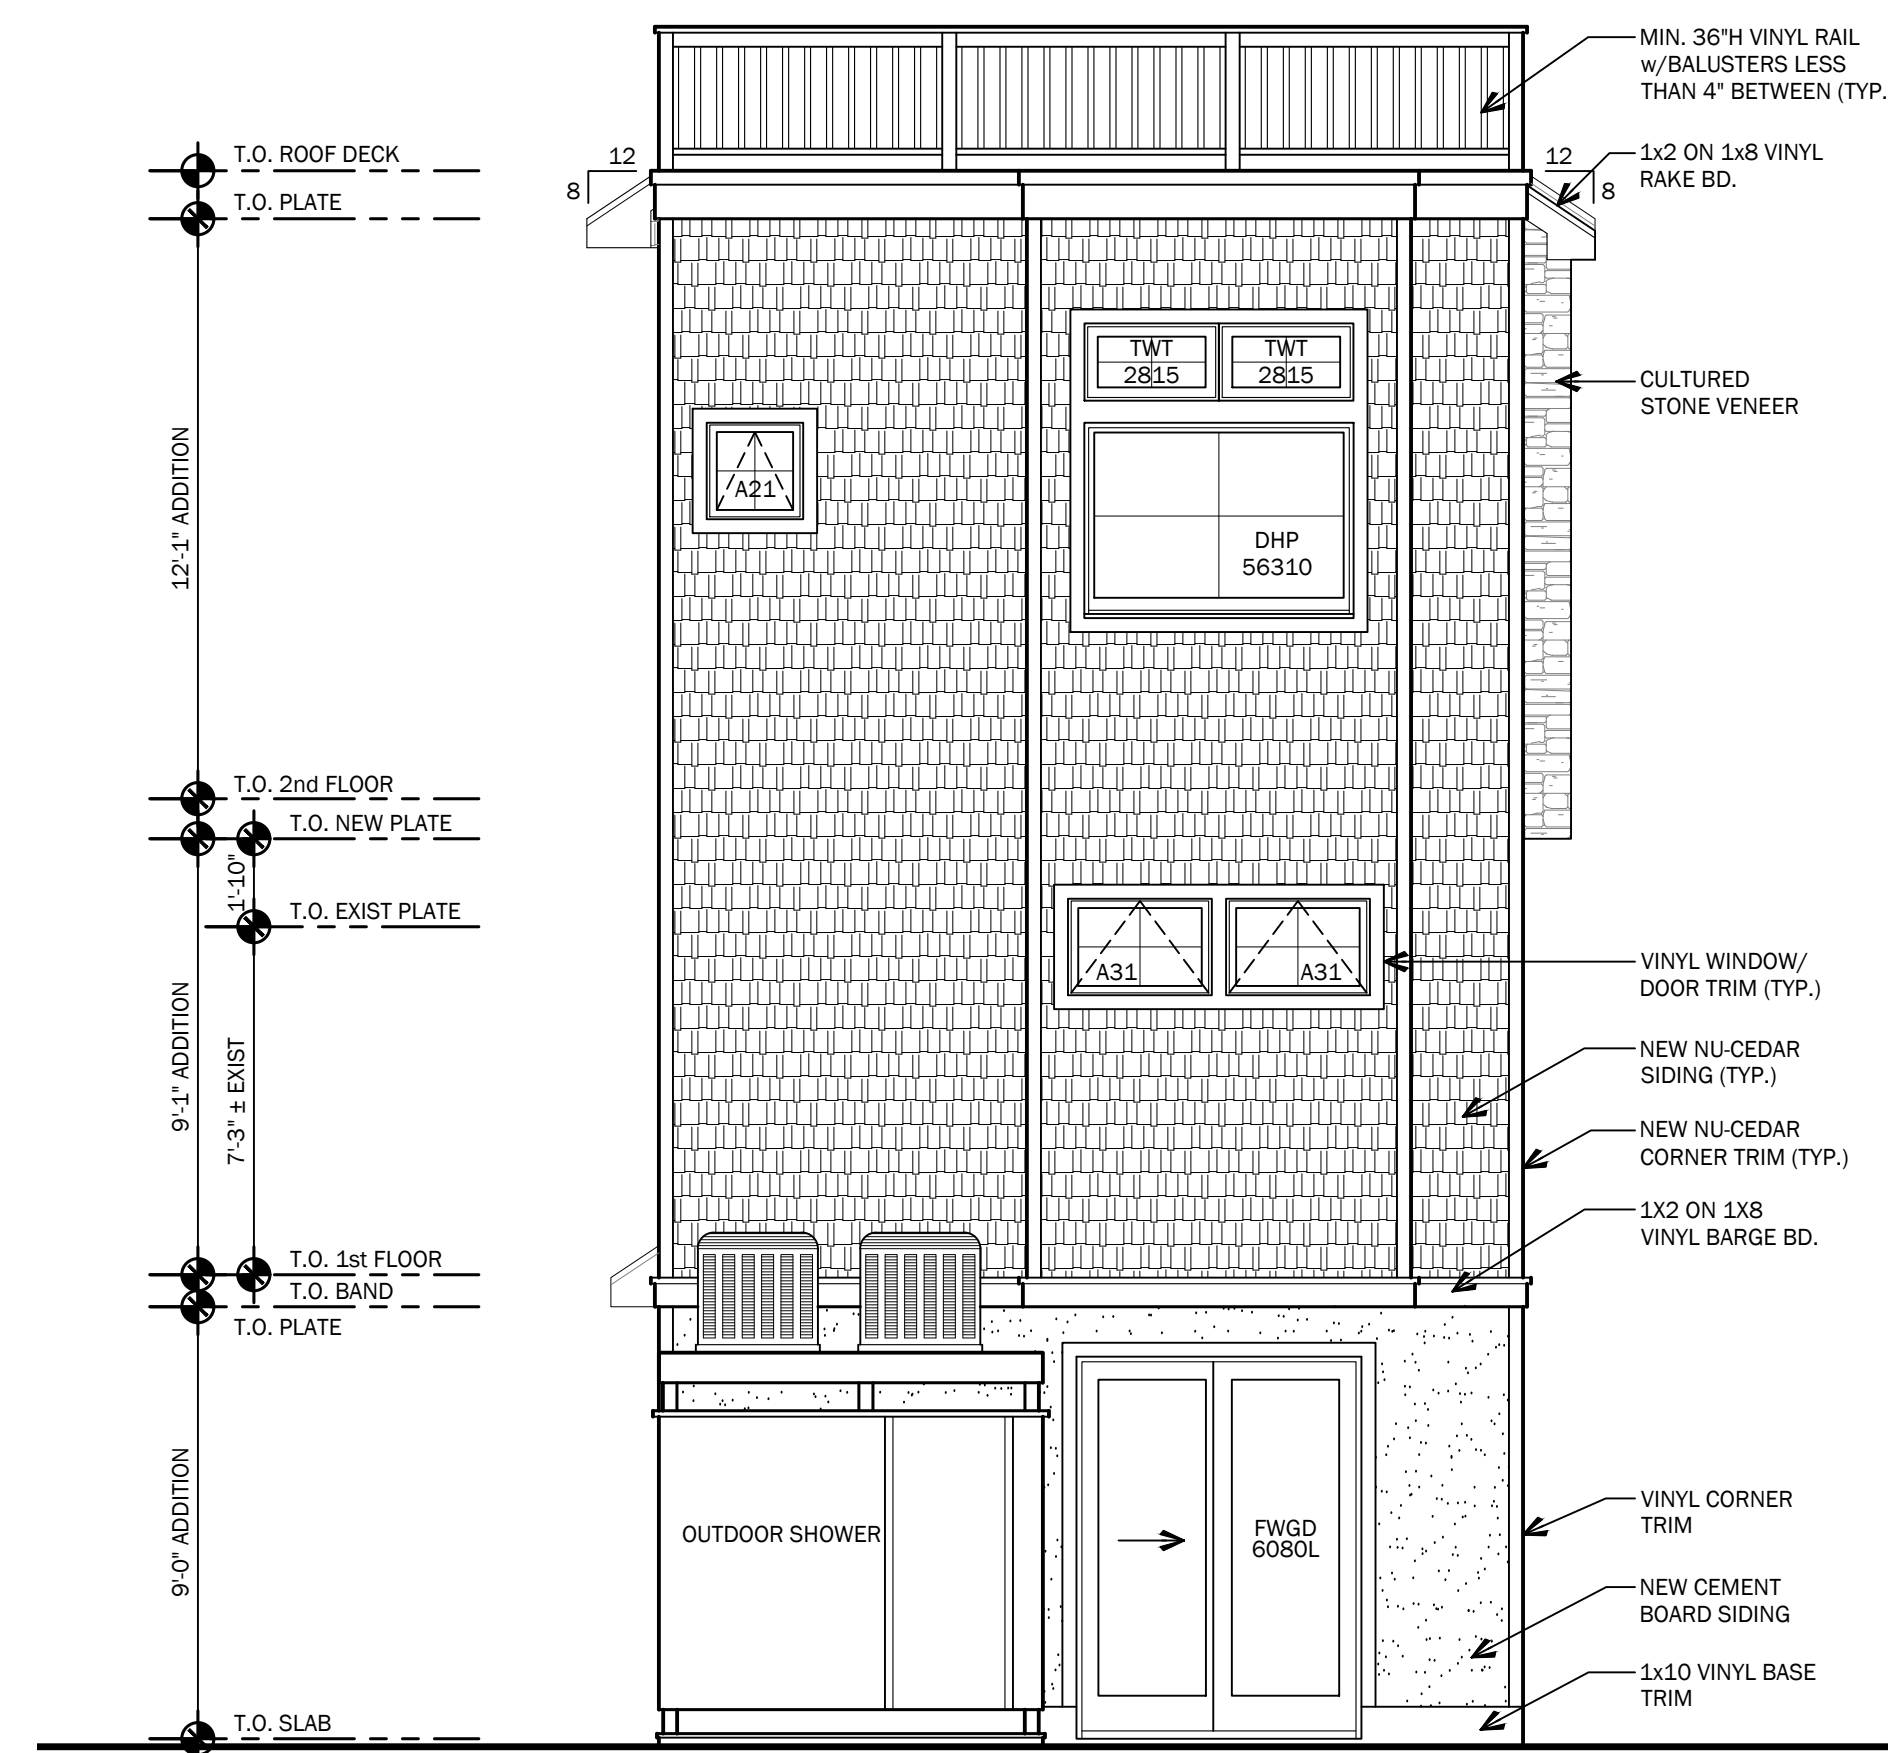 MIN. 36"H VINYL RAIL
w/BALUSTERS LESS
THAN 4" BETWEEN (TYP.
T.O. ROOF DECK
12
8
12
8
1x2 ON 1x8 VINYL
RAKE BD.
T.O. PLATE
TWT
2815
TWT
2815
CULTURED
STONE VENEER
A21
12'-1" ADDITION
DHP
56310
T.O. 2nd FLOOR
T.O. NEW PLATE
1'-10"
T.O. EXIST PLATE
A31
A31
VINYL WINDOW/
DOOR TRIM (TYP.)
9'-1" ADDITION
7'-3" ± EXIST
NEW NU-CEDAR
SIDING (TYP.)
NEW NU-CEDAR
CORNER TRIM (TYP.)
1X2 ON 1X8
VINYL BARGE BD.
T.O. 1st FLOOR
T.O. BAND
T.O. PLATE
9'-0" ADDITION
OUTDOOR SHOWER
FWGD
6080L
VINYL CORNER
TRIM
NEW CEMENT
BOARD SIDING
1x10 VINYL BASE
TRIM
T.O. SLAB